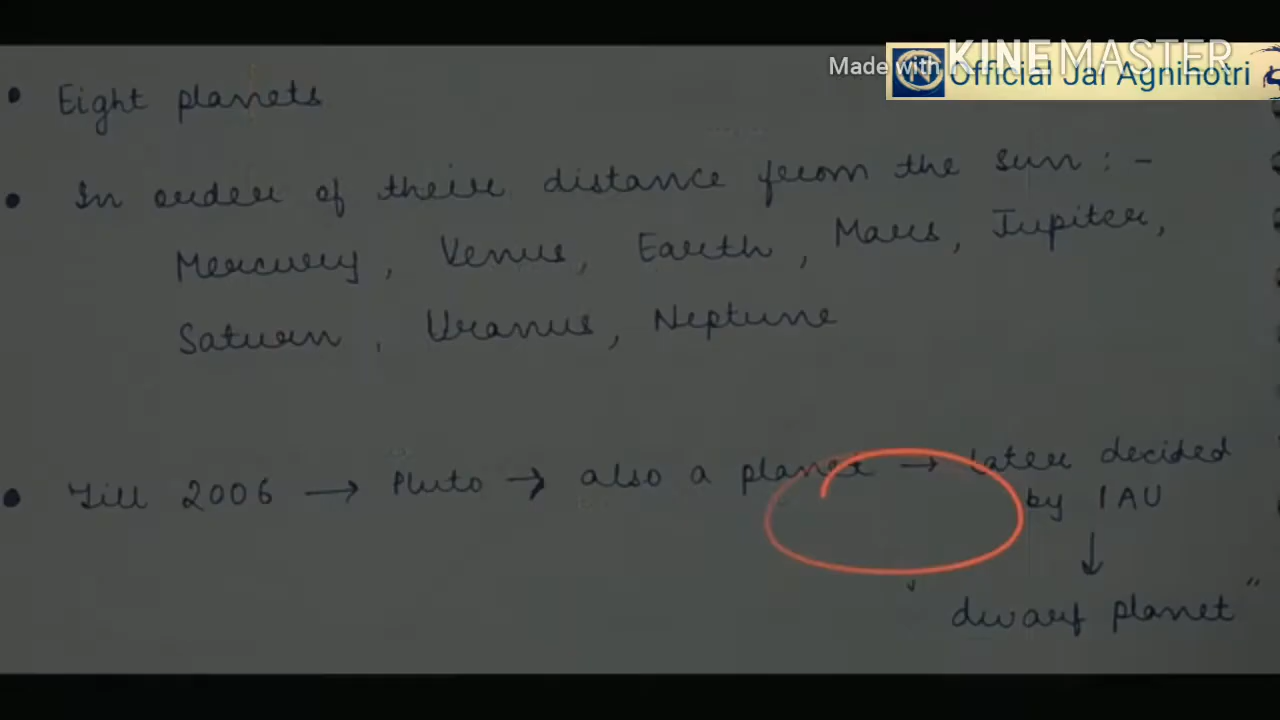 Made with KINEMASTER
Official Jai Agnihotri
• Eight planets
• In order of their distance from the sun : -
Mercury, Venus, Earth, Mars, Jupiter,
Saturn, Uranus, Neptune
• Till 2006 → Pluto → also a planet → later decided
by IAU
↓
dwarf planet"